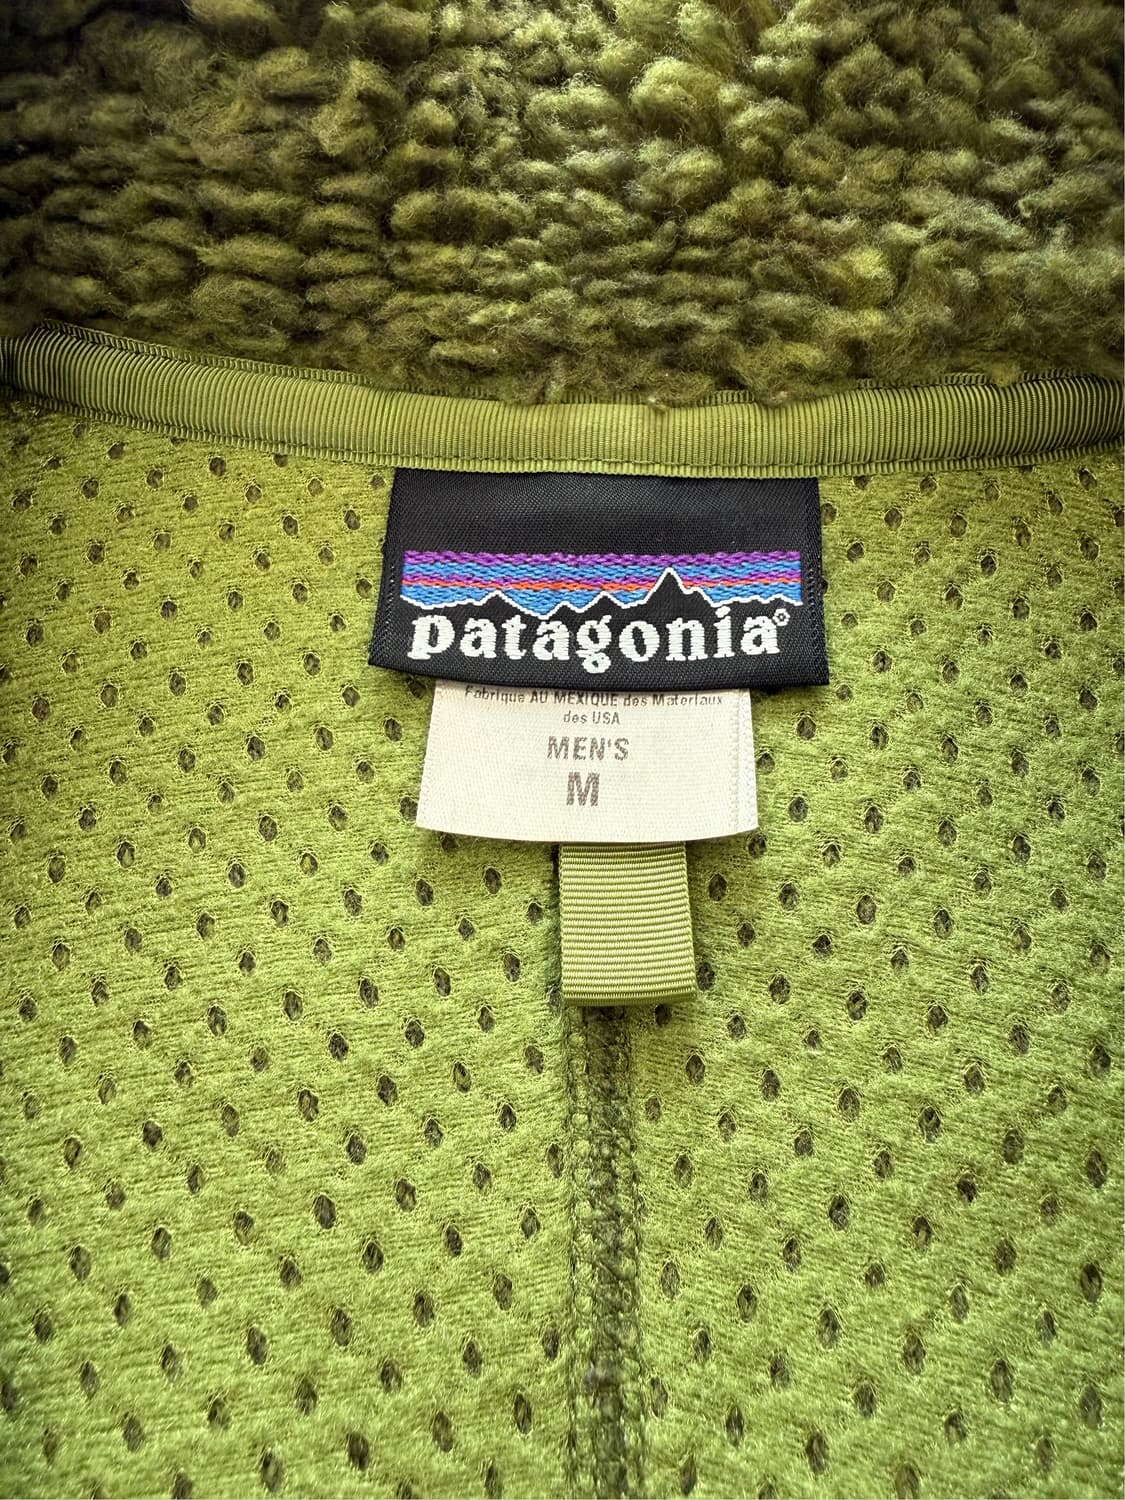 patagonia®
Fabrique AU MEXIQUE des Materiaux
des USA
MEN'S
M